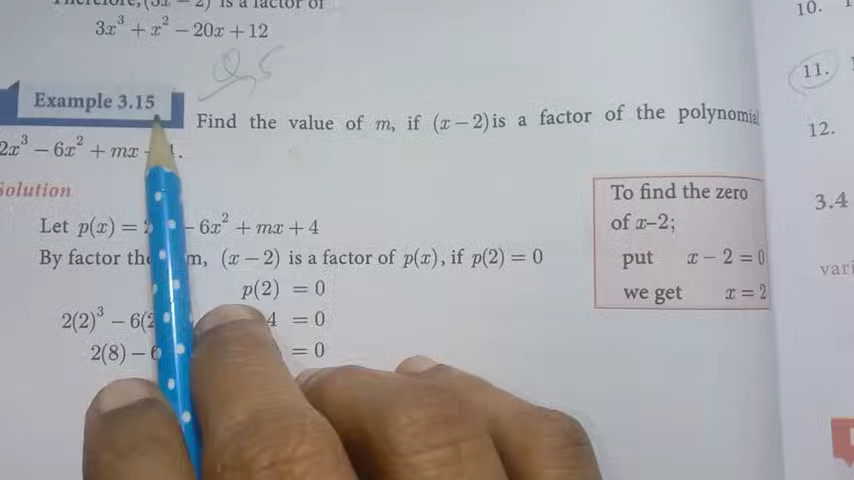 is a factor of
3x³ + x² − 20x + 12
Example 3.15
Find the value of m, if (x − 2) is a factor of the polynomial
2x³ − 6x² + mx
Solution
Let p(x) = − 6x² + mx + 4
By factor m, (x − 2) is a factor of p(x), if p(2) = 0
p(2) = 0
2(2)³ − 6( 4 = 0
2(8) − = 0
To find the zero
of x–2;
put x − 2 = 0
we get x = 2
10.
11.
12.
3.4
vari